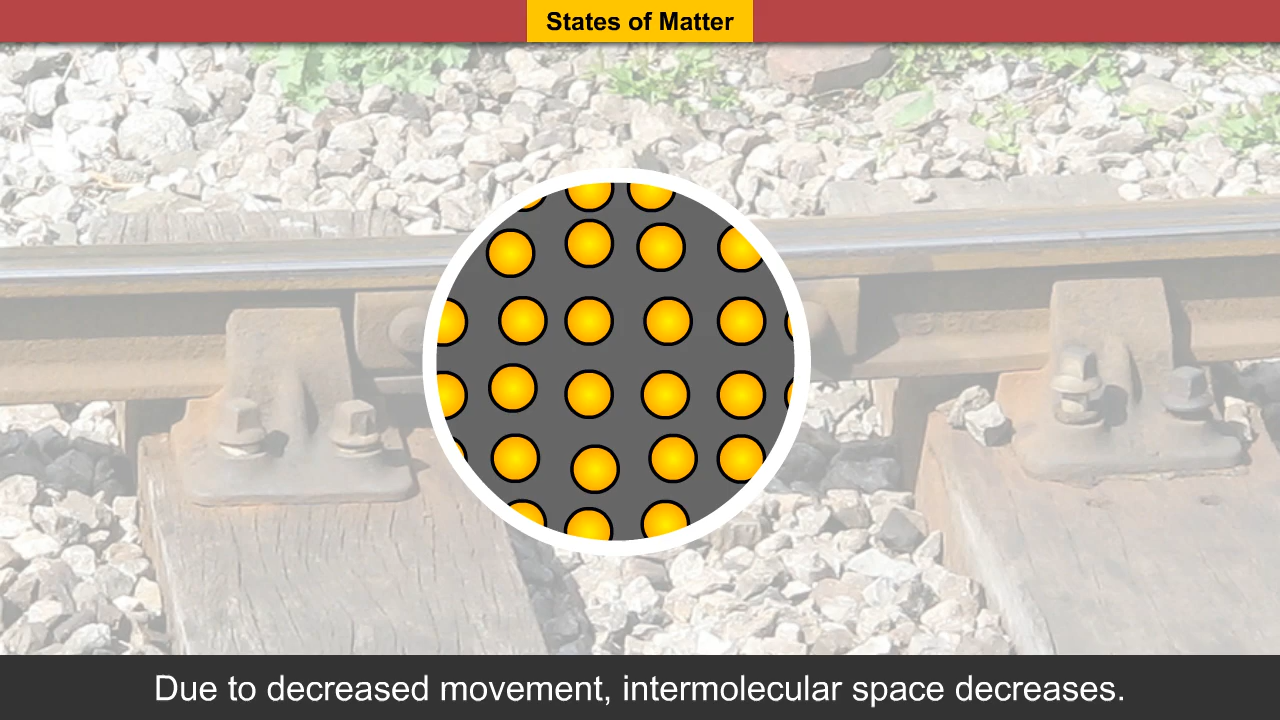 States of Matter
Due to decreased movement, intermolecular space decreases.